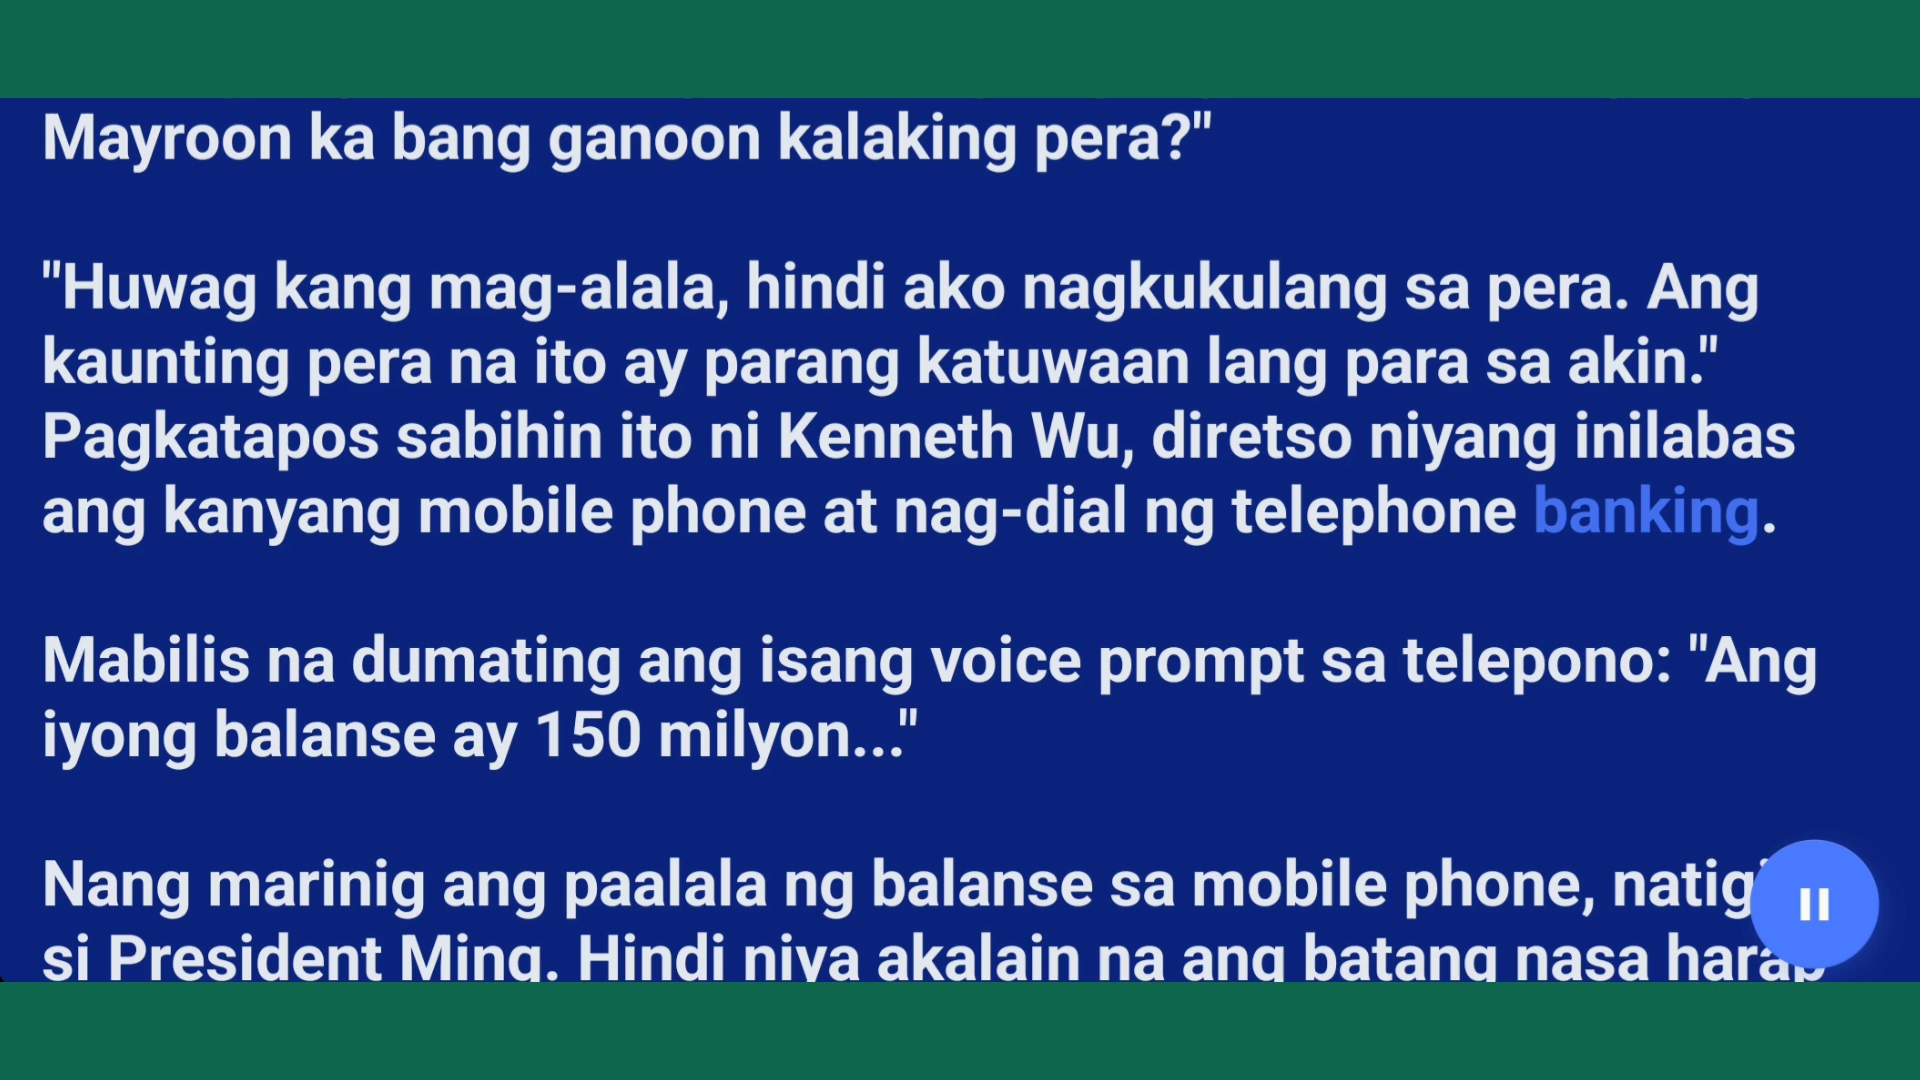 Mayroon ka bang ganoon kalaking pera?"
"Huwag kang mag-alala, hindi ako nagkukulang sa pera. Ang
kaunting pera na ito ay parang katuwaan lang para sa akin."
Pagkatapos sabihin ito ni Kenneth Wu, diretso niyang inilabas
ang kanyang mobile phone at nag-dial ng telephone banking.
Mabilis na dumating ang isang voice prompt sa telepono: "Ang
iyong balanse ay 150 milyon..."
Nang marinig ang paalala ng balanse sa mobile phone,
si President Ming. Hindi niya akalain na ang batang nasa harap